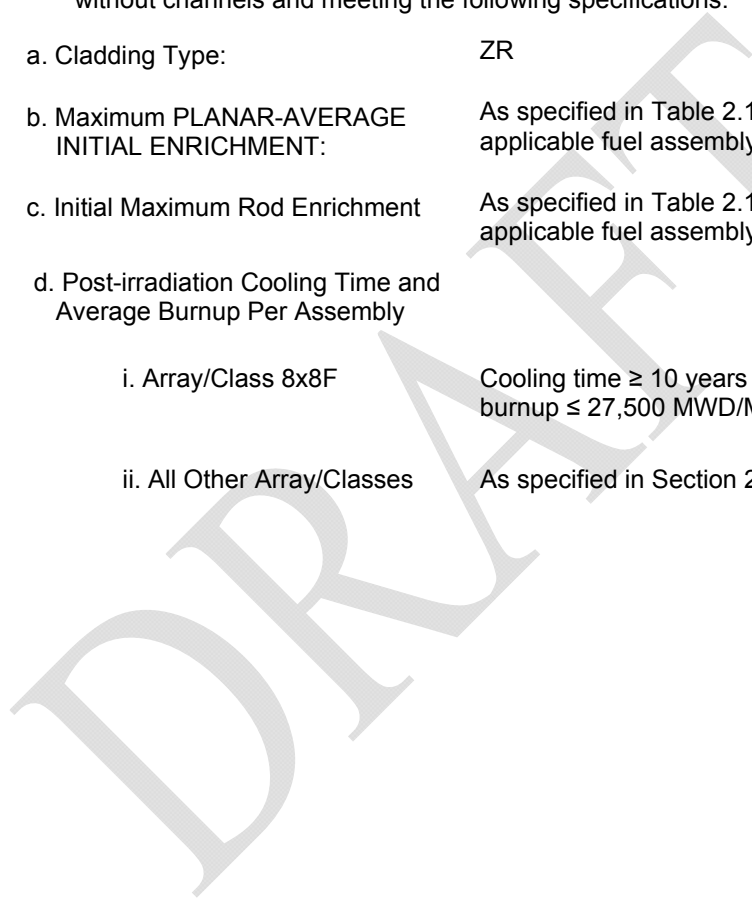 without channels and meeting the following specifications:
a. Cladding Type: ZR
b. Maximum PLANAR-AVERAGE As specified in Table 2.1
INITIAL ENRICHMENT: applicable fuel assembly
c. Initial Maximum Rod Enrichment As specified in Table 2.1
applicable fuel assembly
d. Post-irradiation Cooling Time and
Average Burnup Per Assembly
i. Array/Class 8x8F Cooling time ≥ 10 years
burnup ≤ 27,500 MWD/
ii. All Other Array/Classes As specified in Section 2
DRAFT